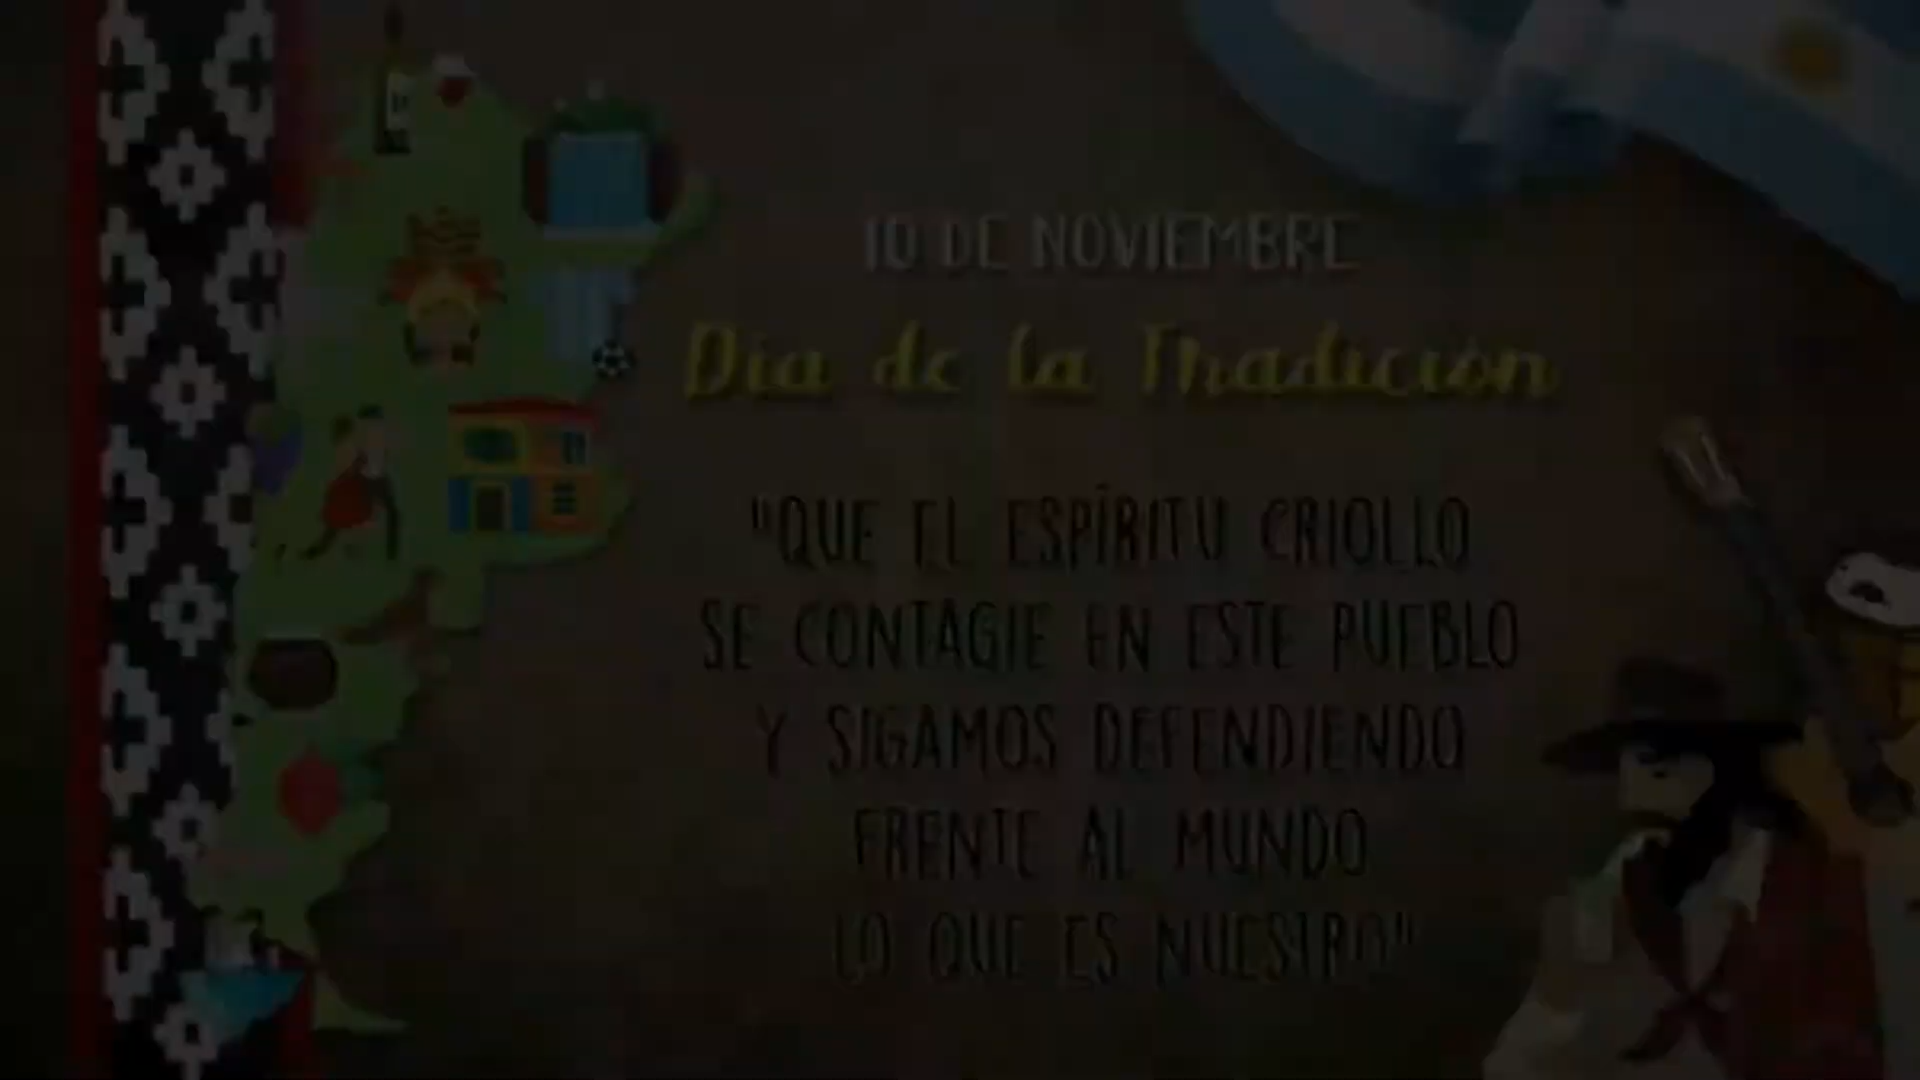 10 DE NOVIEMBRE
Día de la Tradición
"QUE EL ESPÍRITU CRIOLLO
SE CONTAGIE EN ESTE PUEBLO
Y SIGAMOS DEFENDIENDO
FRENTE AL MUNDO
LO QUE ES NUESTRO"